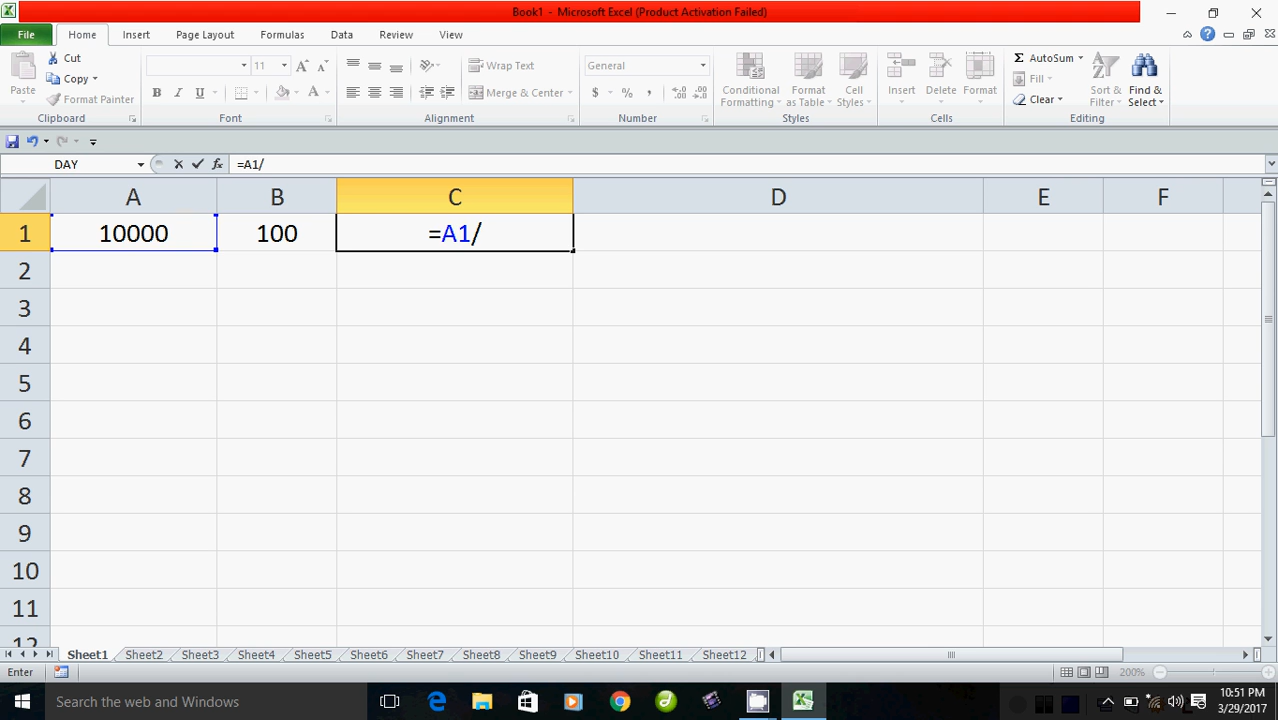 Book1 - Microsoft Excel (Product Activation Failed)
File Home Insert Page Layout Formulas Data Review View
Paste Cut Copy Format Painter Clipboard
11 B I U A Font
Wrap Text Merge & Center Alignment
General $ % , Number
Conditional Formatting Format as Table Cell Styles Styles
Insert Delete Format Cells
Σ AutoSum Fill Clear Sort & Filter Find & Select Editing
DAY fx =A1/
A B C D E F
1 10000 100 =A1/
2
3
4
5
6
7
8
9
10
11
12
Sheet1 Sheet2 Sheet3 Sheet4 Sheet5 Sheet6 Sheet7 Sheet8 Sheet9 Sheet10 Sheet11 Sheet12
Enter 200%
Search the web and Windows
10:51 PM
3/29/2017